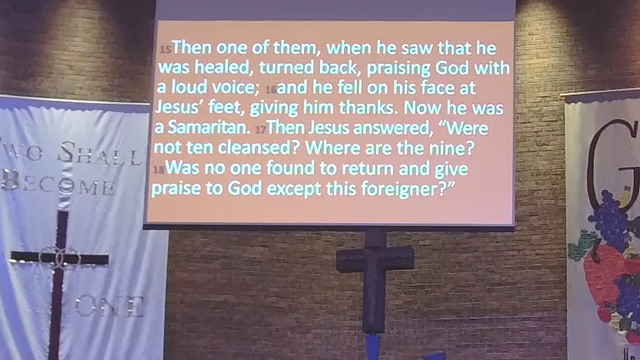 15Then one of them, when he saw that he
was healed, turned back, praising God with
a loud voice; 16and he fell on his face at
Jesus’ feet, giving him thanks. Now he was
a Samaritan. 17Then Jesus answered, “Were
not ten cleansed? Where are the nine?
18Was no one found to return and give
praise to God except this foreigner?”
TWO SHALL
BECOME
ONE
G